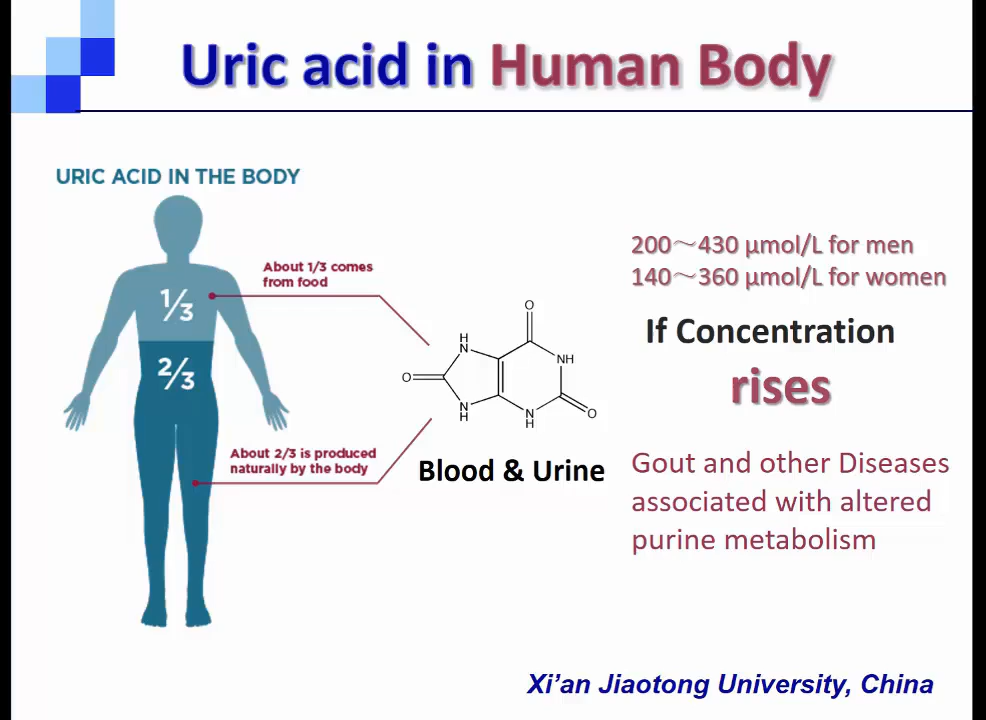 Uric acid in Human Body
URIC ACID IN THE BODY
About 1/3 comes
from food
1/3
2/3
About 2/3 is produced
naturally by the body
O
H
N
NH
O
N
H
N
H
O
Blood & Urine
200～430 μmol/L for men
140～360 μmol/L for women
If Concentration
rises
Gout and other Diseases
associated with altered
purine metabolism
Xi'an Jiaotong University, China